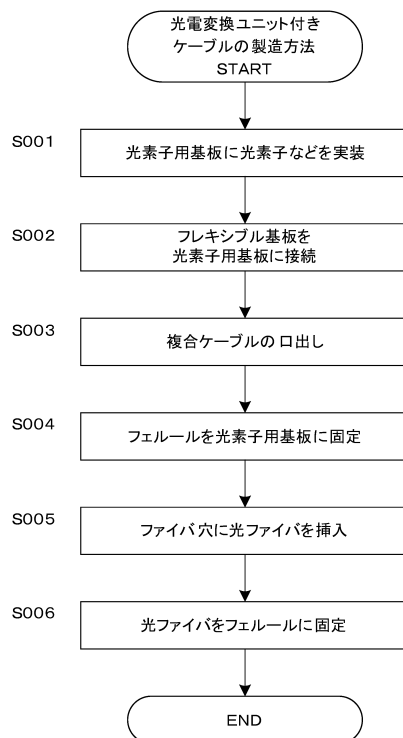 光電変換ユニット付き
ケーブルの製造方法
START
S001
光素子用基板に光素子などを実装
S002
フレキシブル基板を
光素子用基板に接続
S003
複合ケーブルの口出し
S004
フェルールを光素子用基板に固定
S005
ファイバ穴に光ファイバを挿入
S006
光ファイバをフェルールに固定
END